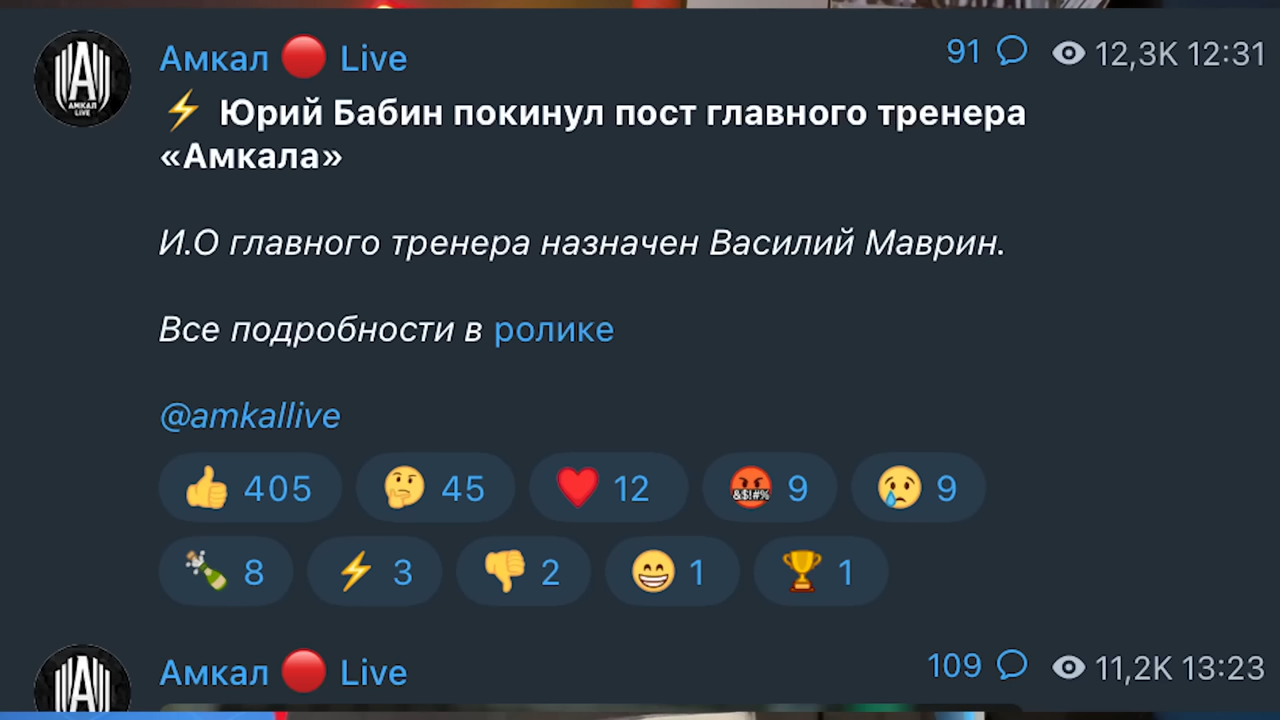 Амкал 🔴 Live 91 12,3K 12:31
⚡ Юрий Бабин покинул пост главного тренера
«Амкала»
И.О главного тренера назначен Василий Маврин.
Все подробности в ролике
@amkallive
👍 405 🤔 45 ❤️ 12 🤬 9 😢 9
🍾 8 ⚡ 3 👎 2 😁 1 🏆 1
Амкал 🔴 Live 109 11,2K 13:23
А
АМКАЛ
LIVE
А